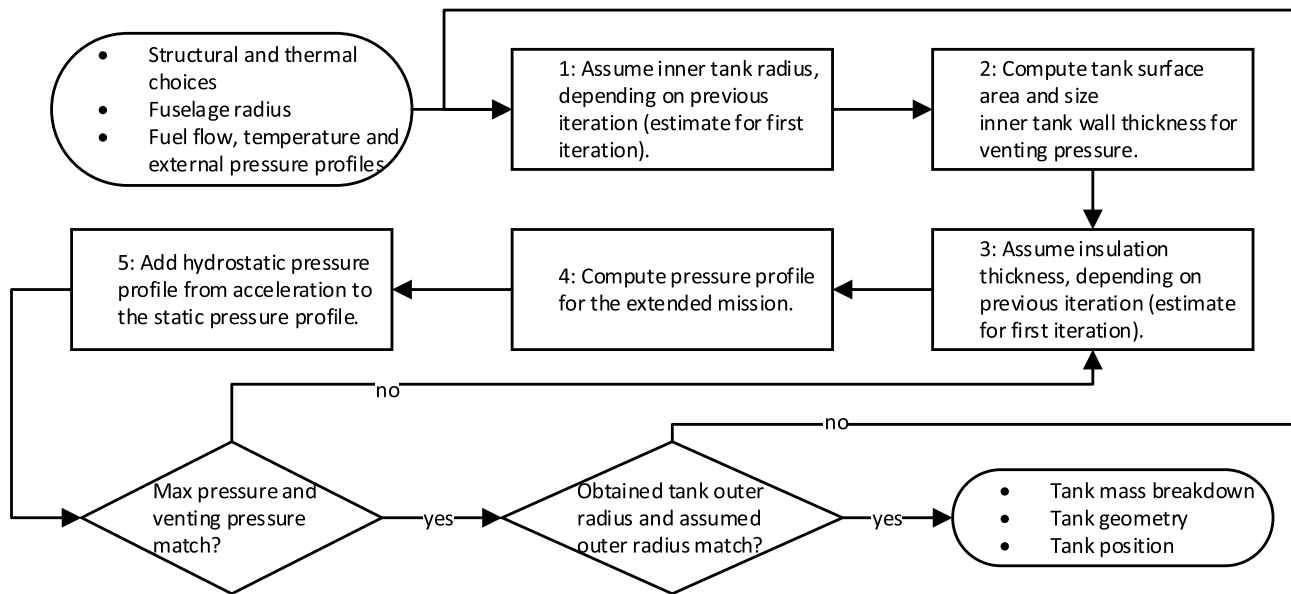 • Structural and thermal
choices
• Fuselage radius
• Fuel flow, temperature and
external pressure profiles
1: Assume inner tank radius,
depending on previous
iteration (estimate for first
iteration).
2: Compute tank surface
area and size
inner tank wall thickness for
venting pressure.
3: Assume insulation
thickness, depending on
previous iteration (estimate
for first iteration).
4: Compute pressure profile
for the extended mission.
5: Add hydrostatic pressure
profile from acceleration to
the static pressure profile.
no
Max pressure and
venting pressure
match?
yes
no
Obtained tank outer
radius and assumed
outer radius match?
yes
• Tank mass breakdown
• Tank geometry
• Tank position